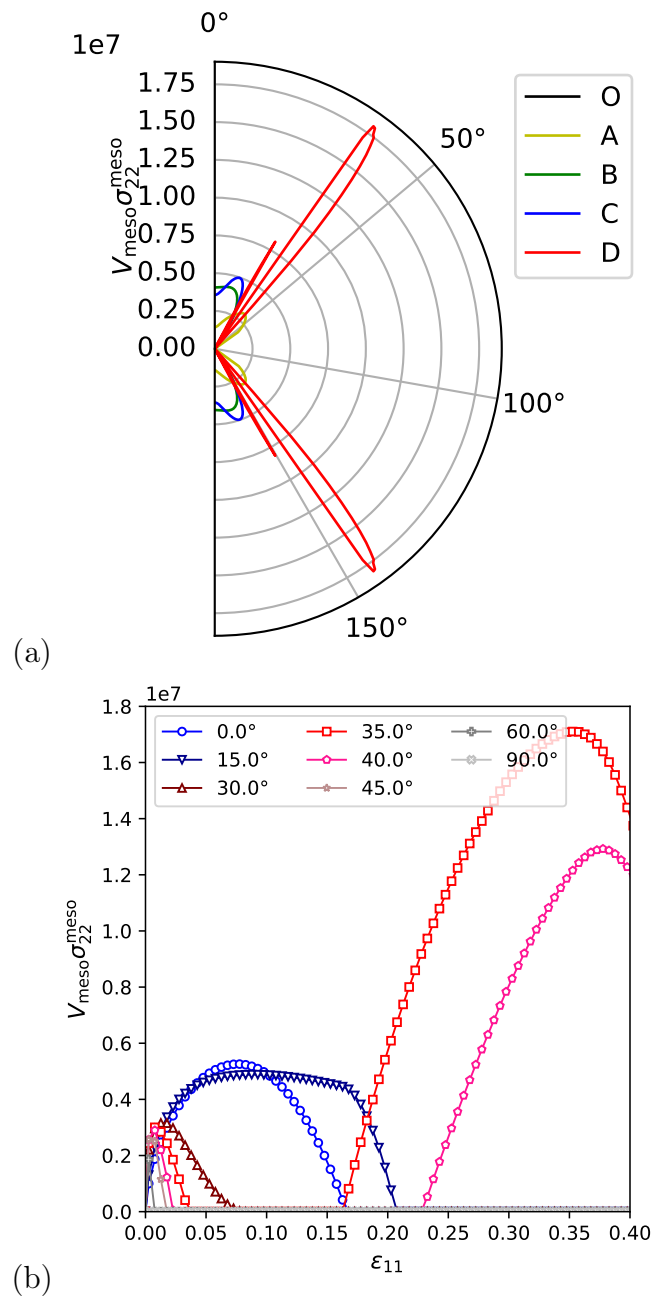 0°
1e7
1.75
1.50
1.25
1.00
0.75
0.50
0.25
0.00
V_meso σ_22^meso
50°
100°
150°
O
A
B
C
D
(a)
1e7
1.8
1.6
1.4
1.2
1.0
0.8
0.6
0.4
0.2
0.0
V_meso σ_22^meso
0.0° 35.0° 60.0°
15.0° 40.0° 90.0°
30.0° 45.0°
0.00 0.05 0.10 0.15 0.20 0.25 0.30 0.35 0.40
ε_11
(b)